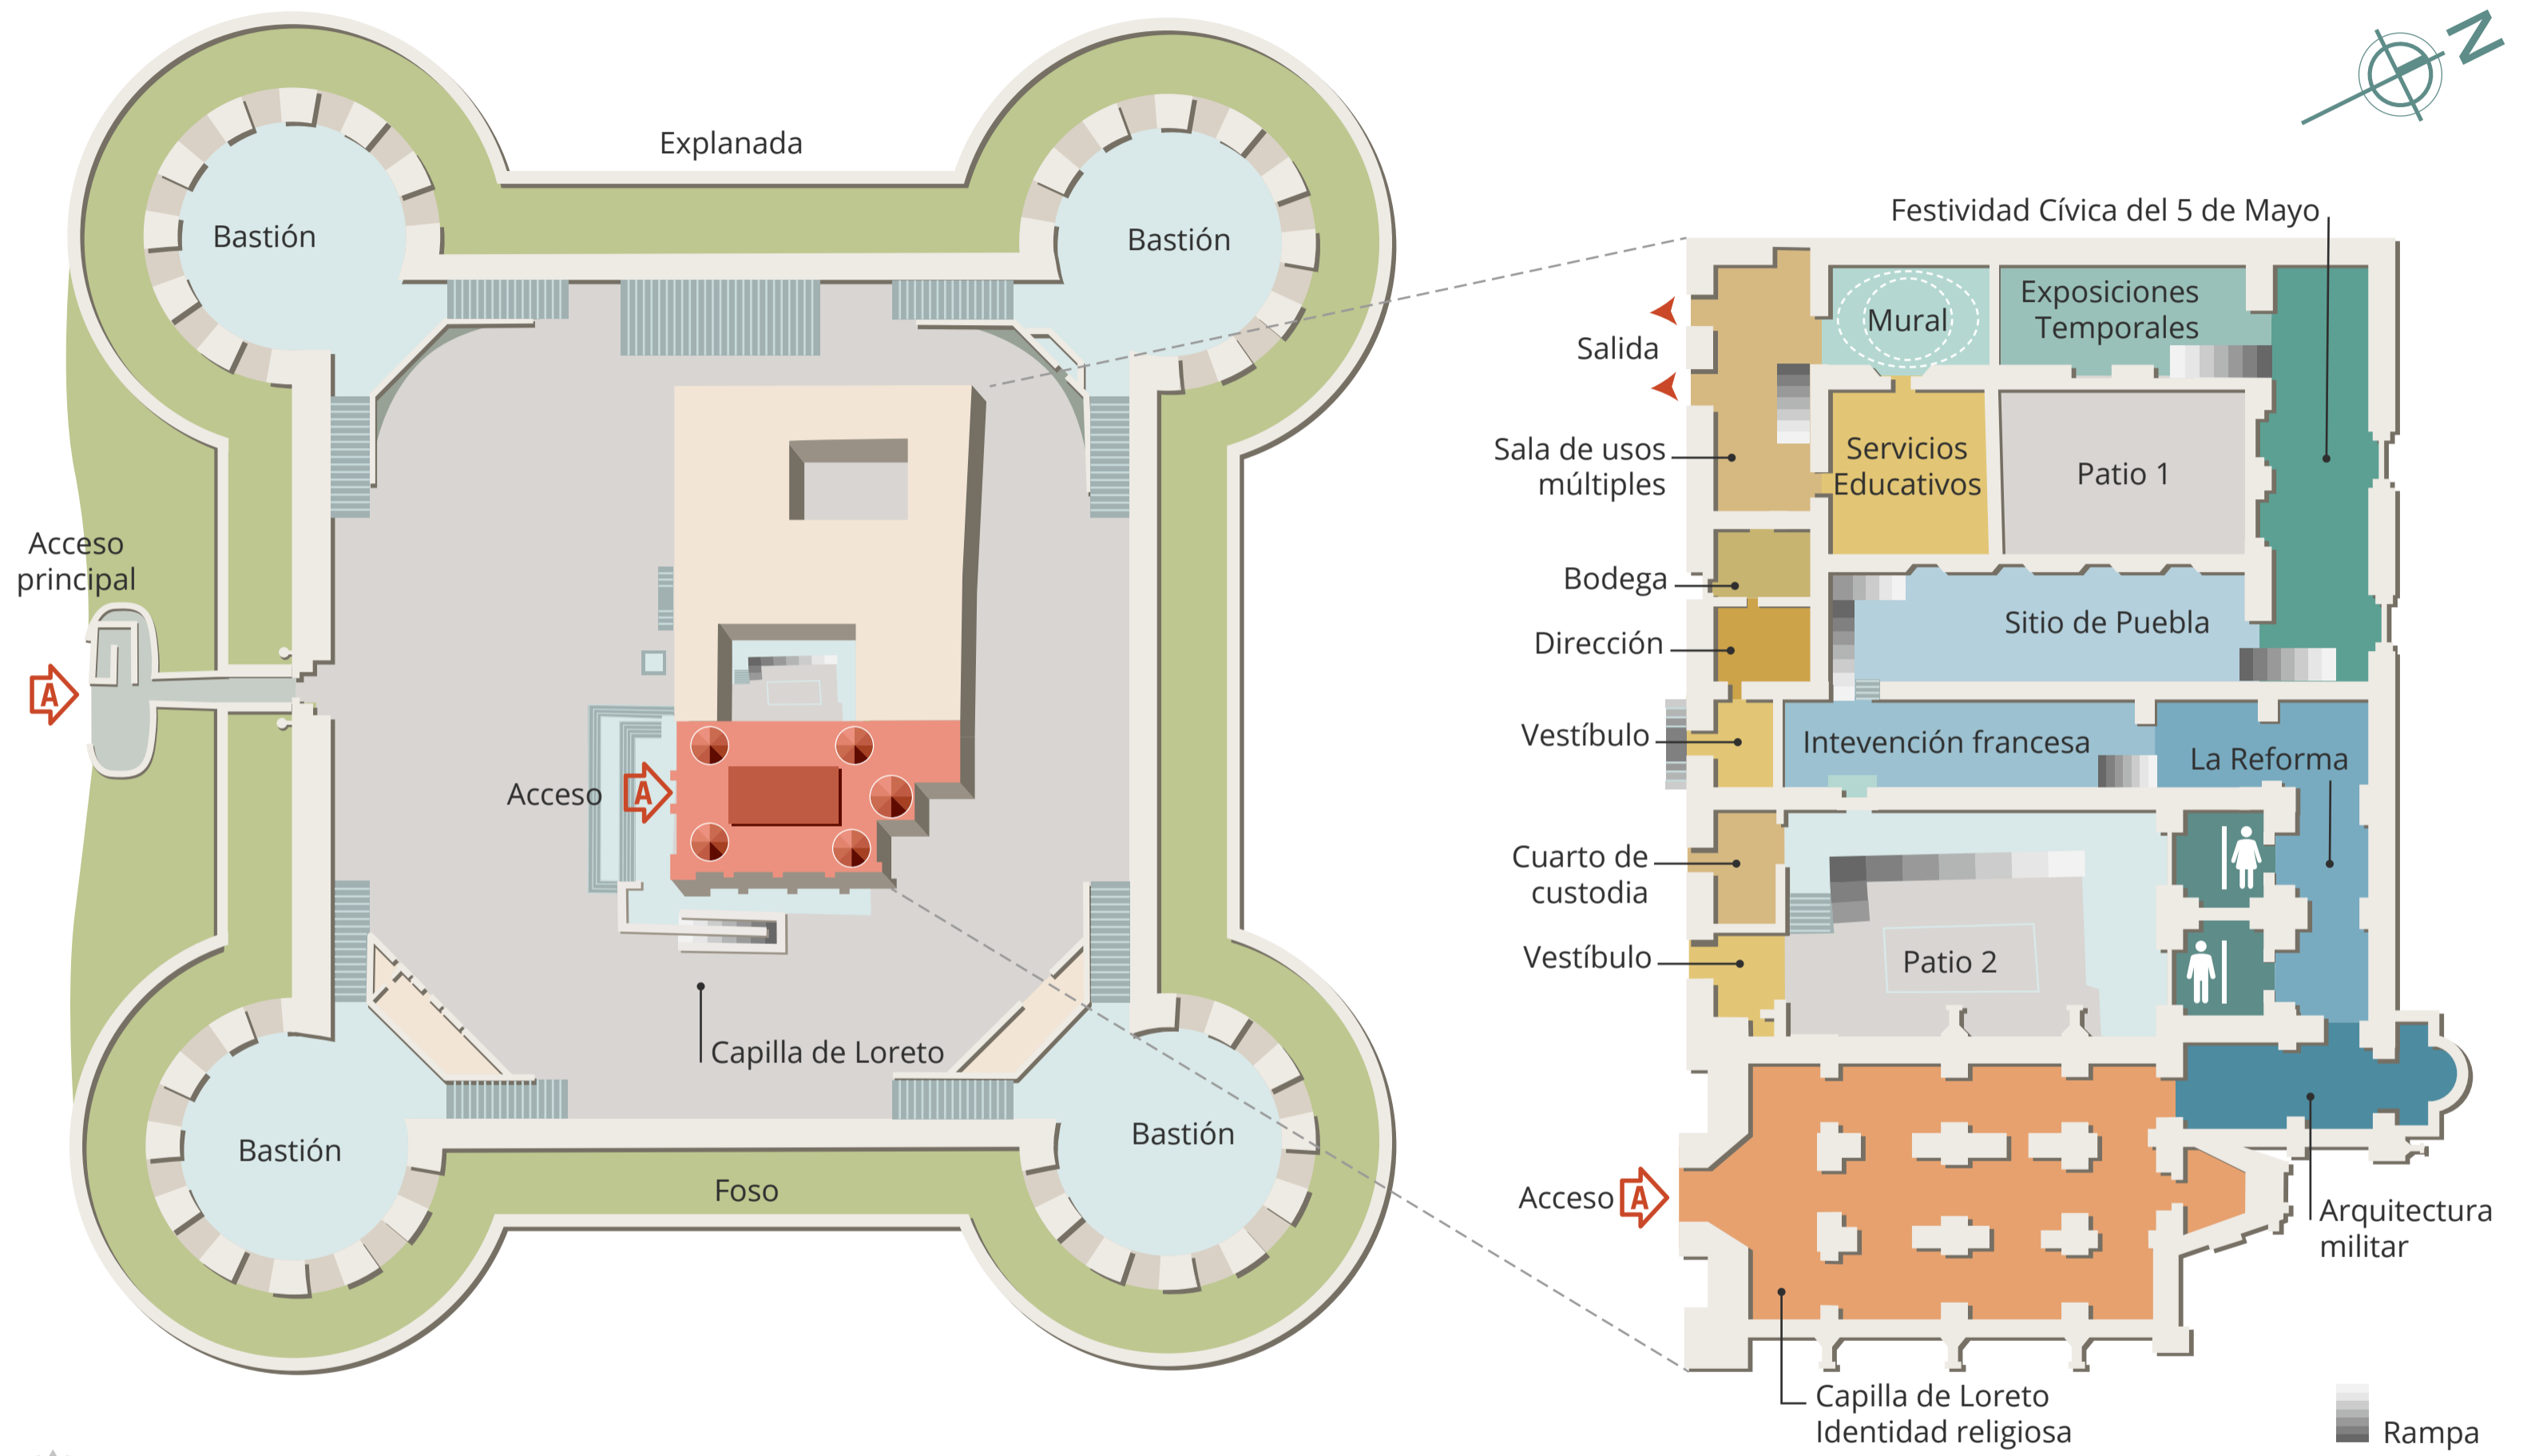 N
Explanada
Bastión
Bastión
Acceso
principal
A
Acceso
A
Capilla de Loreto
Bastión
Bastión
Foso
Festividad Cívica del 5 de Mayo
Mural
Exposiciones
Temporales
Salida
Sala de usos
múltiples
Servicios
Educativos
Patio 1
Bodega
Sitio de Puebla
Dirección
Vestíbulo
Intevención francesa
La Reforma
Cuarto de
custodia
Vestíbulo
Patio 2
Acceso
A
Arquitectura
militar
Capilla de Loreto
Identidad religiosa
Rampa